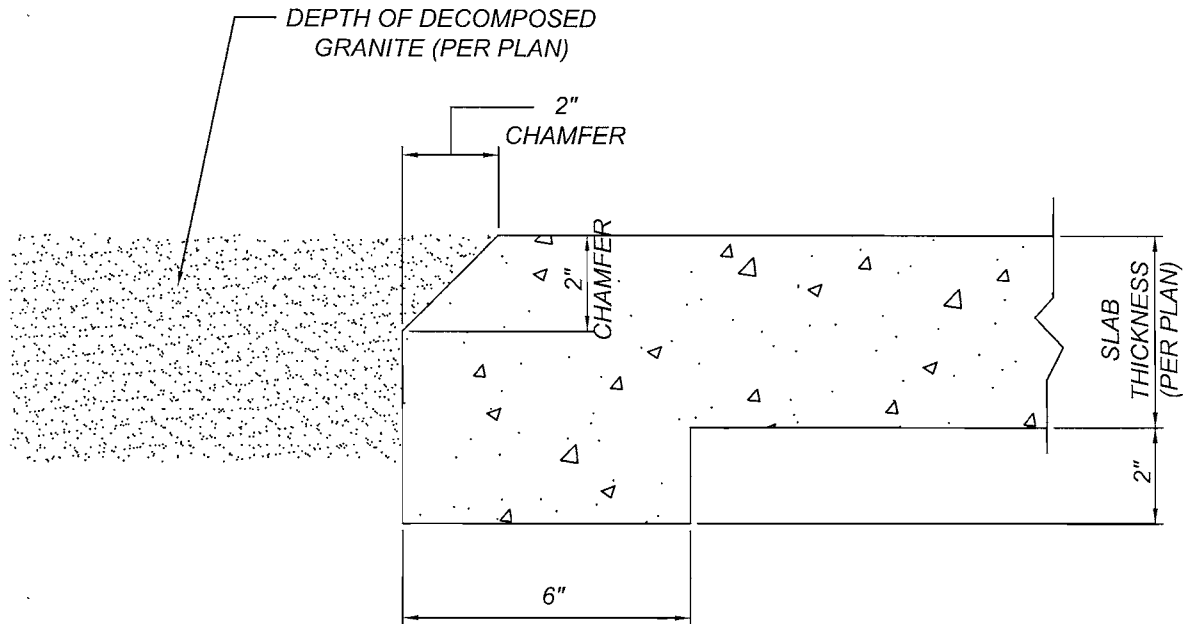 DEPTH OF DECOMPOSED
GRANITE (PER PLAN)
2"
CHAMFER
2"
CHAMFER
SLAB
THICKNESS
(PER PLAN)
2"
6"